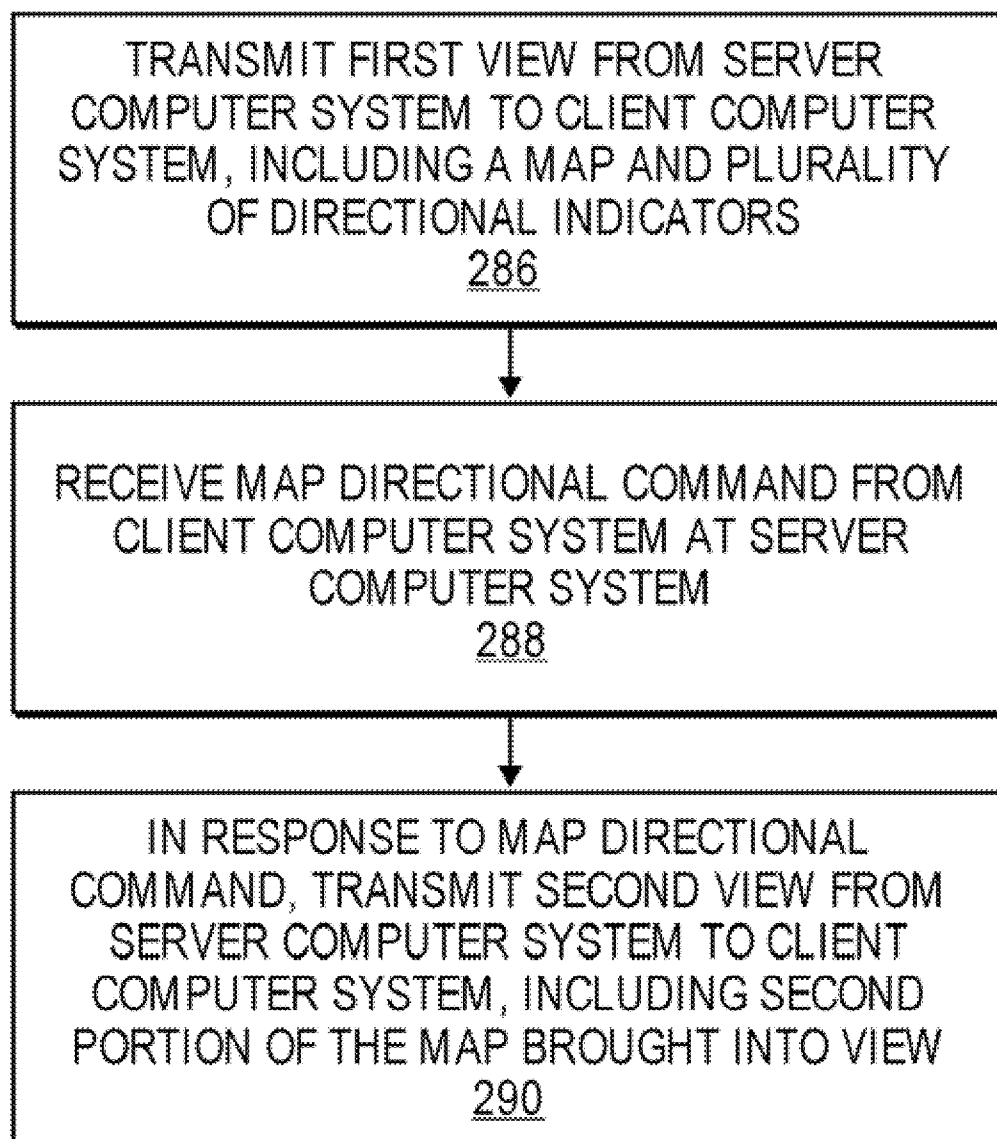 TRANSMIT FIRST VIEW FROM SERVER
COMPUTER SYSTEM TO CLIENT COMPUTER
SYSTEM, INCLUDING A MAP AND PLURALITY
OF DIRECTIONAL INDICATORS
286
RECEIVE MAP DIRECTIONAL COMMAND FROM
CLIENT COMPUTER SYSTEM AT SERVER
COMPUTER SYSTEM
288
IN RESPONSE TO MAP DIRECTIONAL
COMMAND, TRANSMIT SECOND VIEW FROM
SERVER COMPUTER SYSTEM TO CLIENT
COMPUTER SYSTEM, INCLUDING SECOND
PORTION OF THE MAP BROUGHT INTO VIEW
290